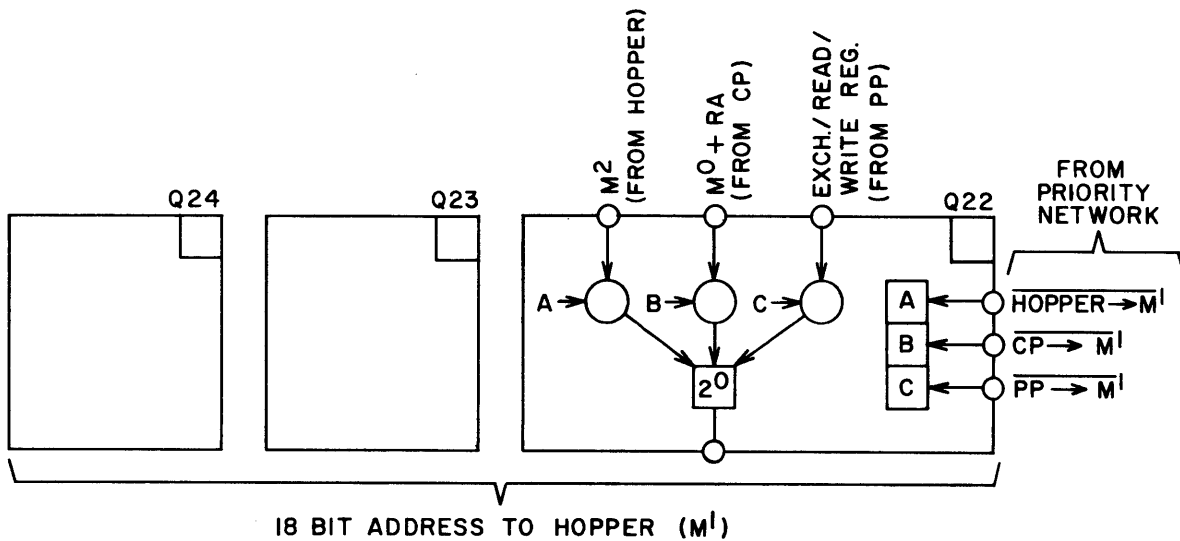 M²
(FROM HOPPER)
M⁰ + RA
(FROM CP)
EXCH./READ/
WRITE REG.
(FROM PP)
FROM
PRIORITY
NETWORK
Q24
Q23
Q22
A
B
C
A
HOPPER→M¹
B
CP→ M¹
C
PP→ M¹
2⁰
18 BIT ADDRESS TO HOPPER (M¹)